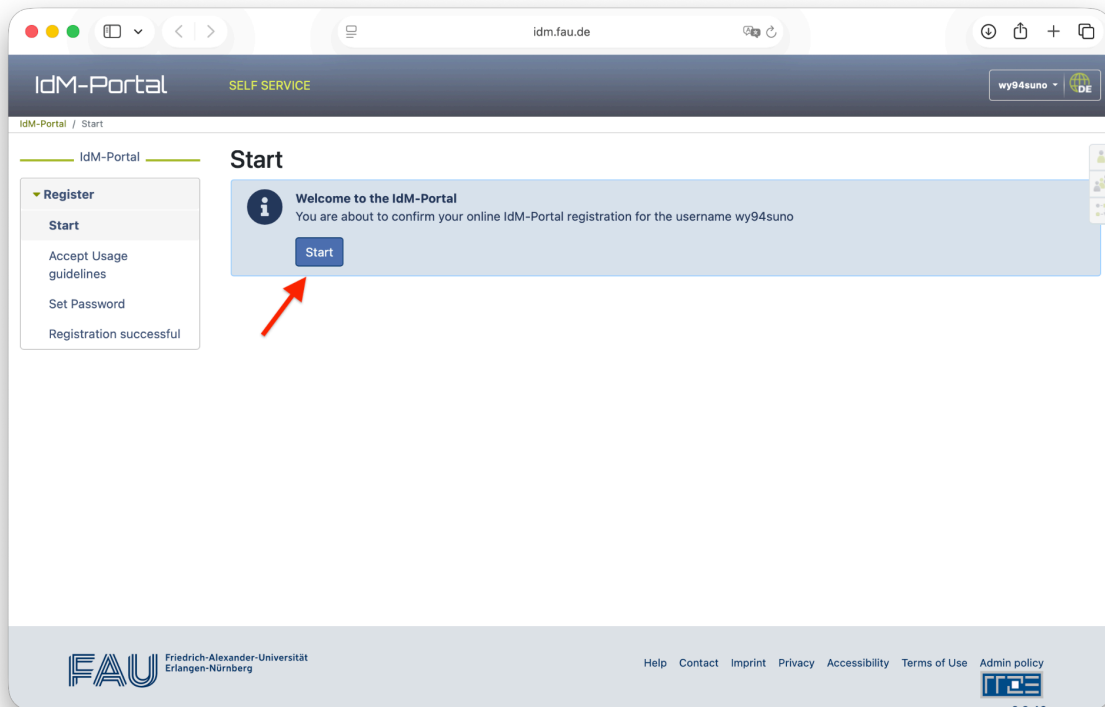 idm.fau.de
IdM-Portal
SELF SERVICE
wy94suno
DE
IdM-Portal / Start
IdM-Portal
Register
Start
Accept Usage
guidelines
Set Password
Registration successful
Start
Welcome to the IdM-Portal
You are about to confirm your online IdM-Portal registration for the username wy94suno
Start
FAU
Friedrich-Alexander-Universität
Erlangen-Nürnberg
Help Contact Imprint Privacy Accessibility Terms of Use Admin policy